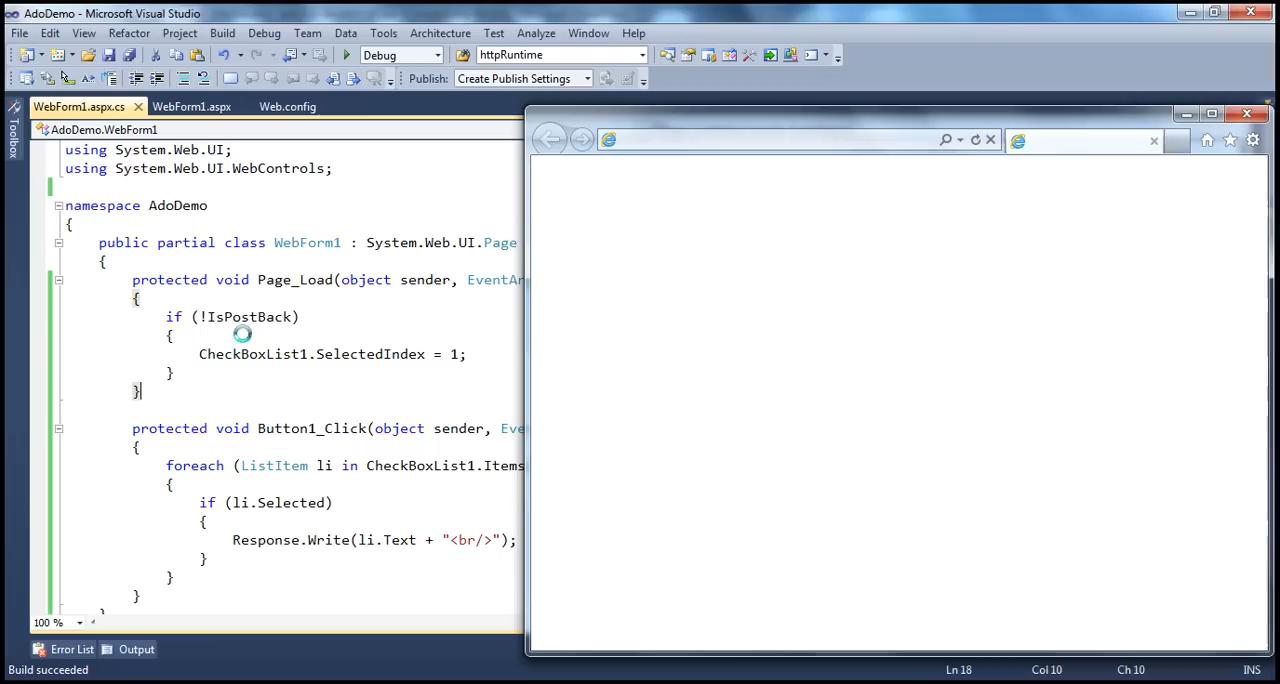 AdoDemo - Microsoft Visual Studio
File Edit View Refactor Project Build Debug Team Data Tools Architecture Test Analyze Window Help
Debug httpRuntime
Publish: Create Publish Settings
WebForm1.aspx.cs WebForm1.aspx Web.config
Toolbox
AdoDemo.WebForm1
using System.Web.UI;
using System.Web.UI.WebControls;
namespace AdoDemo
{
public partial class WebForm1 : System.Web.UI.Page
{
protected void Page_Load(object sender, EventAr
{
if (!IsPostBack)
{
CheckBoxList1.SelectedIndex = 1;
}
}
protected void Button1_Click(object sender, Eve
{
foreach (ListItem li in CheckBoxList1.Items
{
if (li.Selected)
{
Response.Write(li.Text + "<br/>");
}
}
}
}
100 %
Error List Output
Build succeeded Ln 18 Col 10 Ch 10 INS